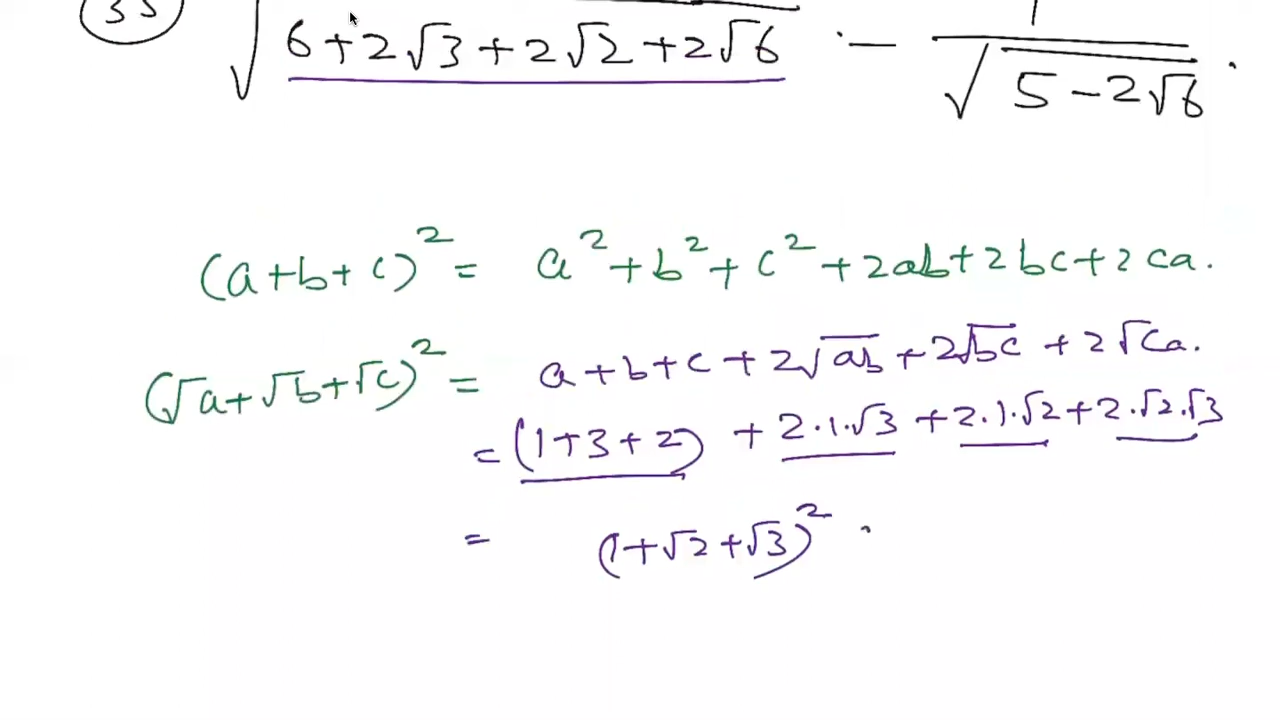 33
√(6+2√3+2√2+2√6) - 1/√(5-2√6) .
(a+b+c)² = a²+b²+c²+2ab+2bc+2ca.
(√a+√b+√c)² = a+b+c+2√ab+2√bc+2√ca.
= (1+3+2) + 2·1·√3 + 2·1·√2 + 2·√2·√3
= (1+√2+√3)² .